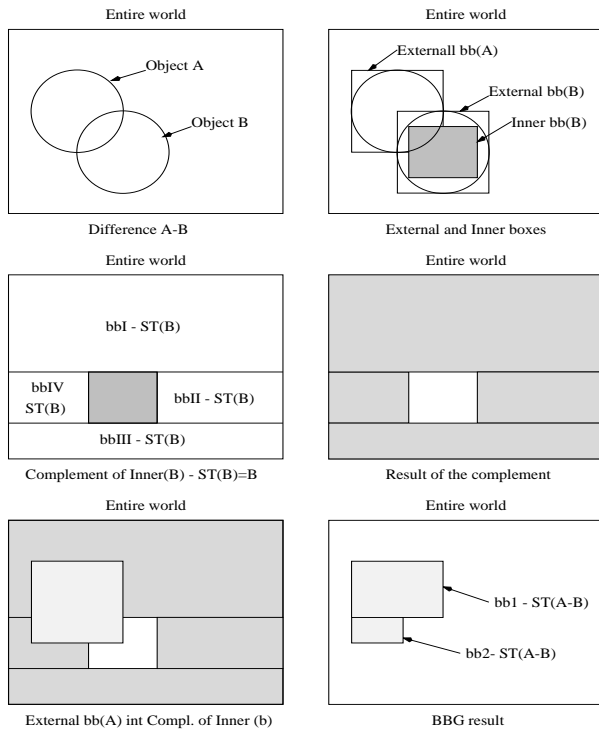 Entire world
Object A
Object B
Difference A-B
Entire world
Externall bb(A)
External bb(B)
Inner bb(B)
External and Inner boxes
Entire world
bbI - ST(B)
bbIV
ST(B)
bbII - ST(B)
bbIII - ST(B)
Complement of Inner(B) - ST(B)=B
Entire world
Result of the complement
Entire world
External bb(A) int Compl. of Inner (b)
Entire world
bb1 - ST(A-B)
bb2- ST(A-B)
BBG result